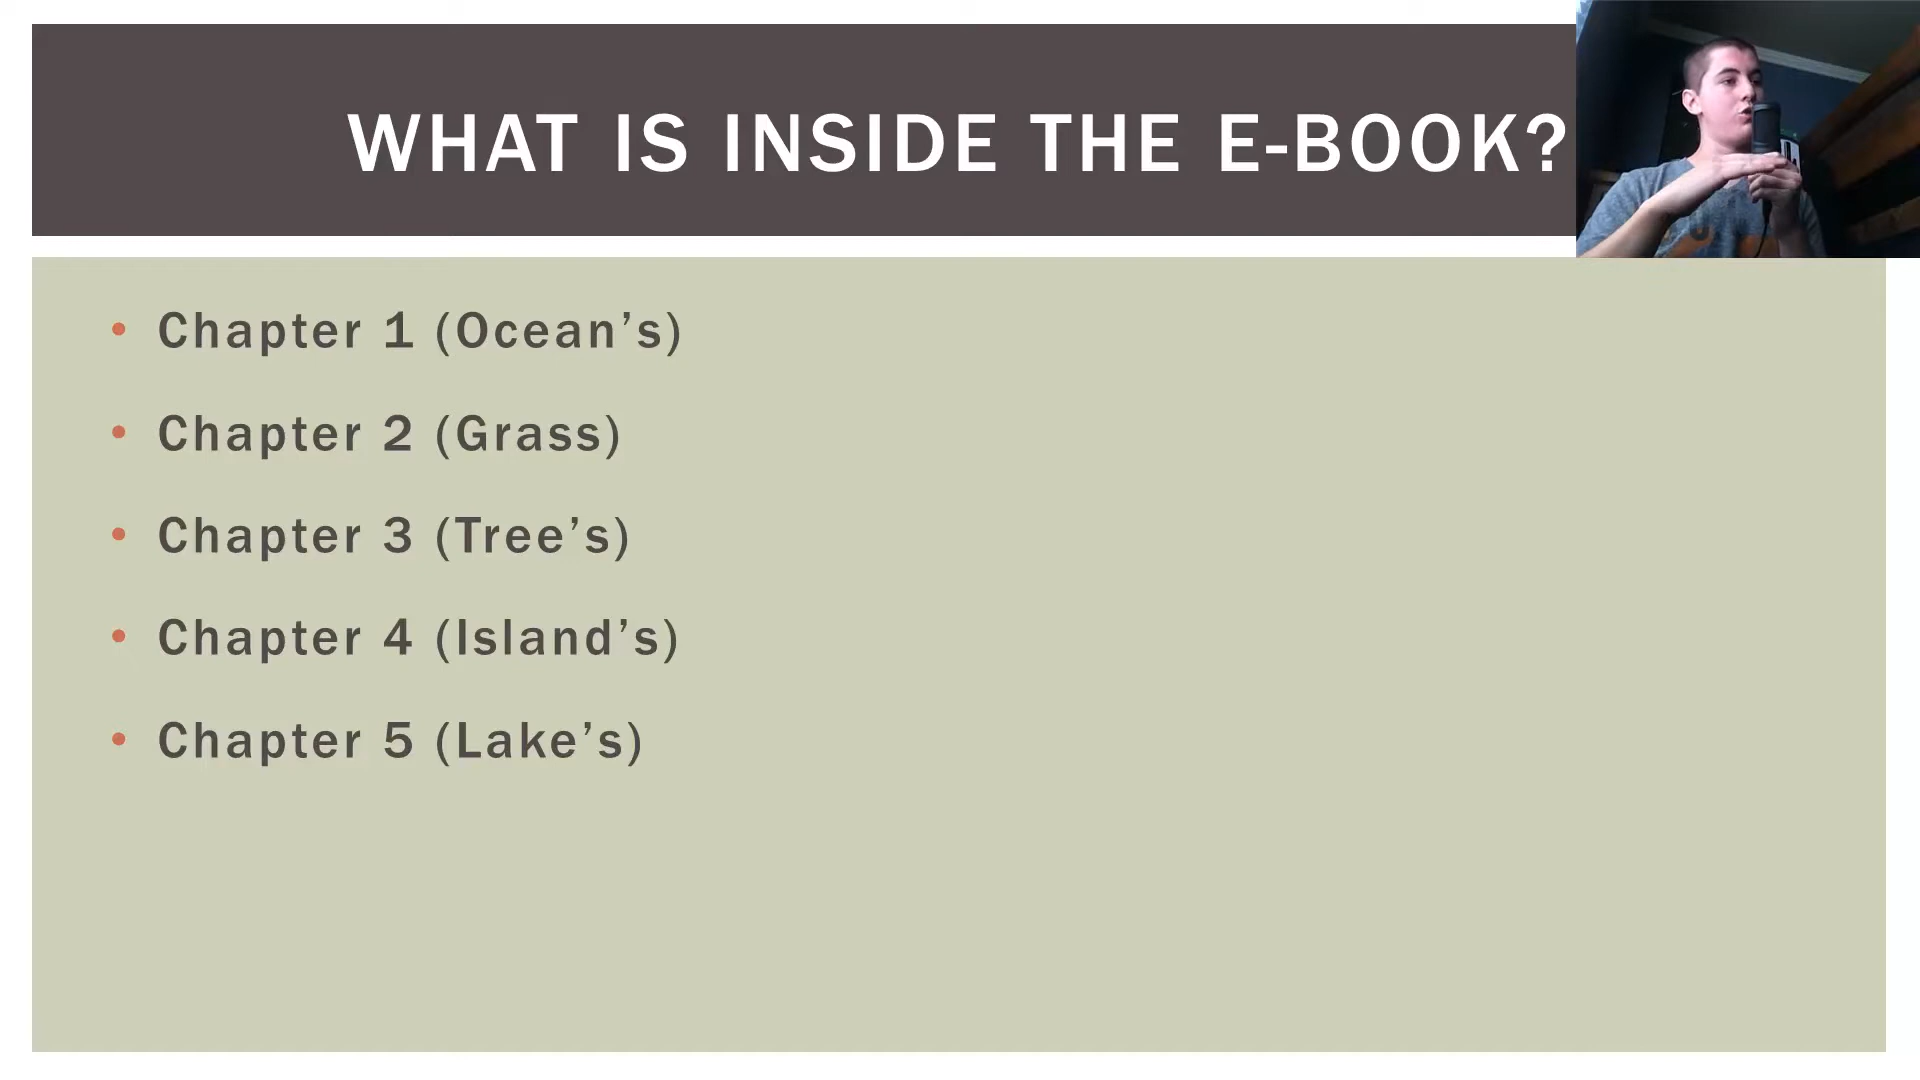 WHAT IS INSIDE THE E-BOOK?
• Chapter 1 (Ocean’s)
• Chapter 2 (Grass)
• Chapter 3 (Tree’s)
• Chapter 4 (Island’s)
• Chapter 5 (Lake’s)